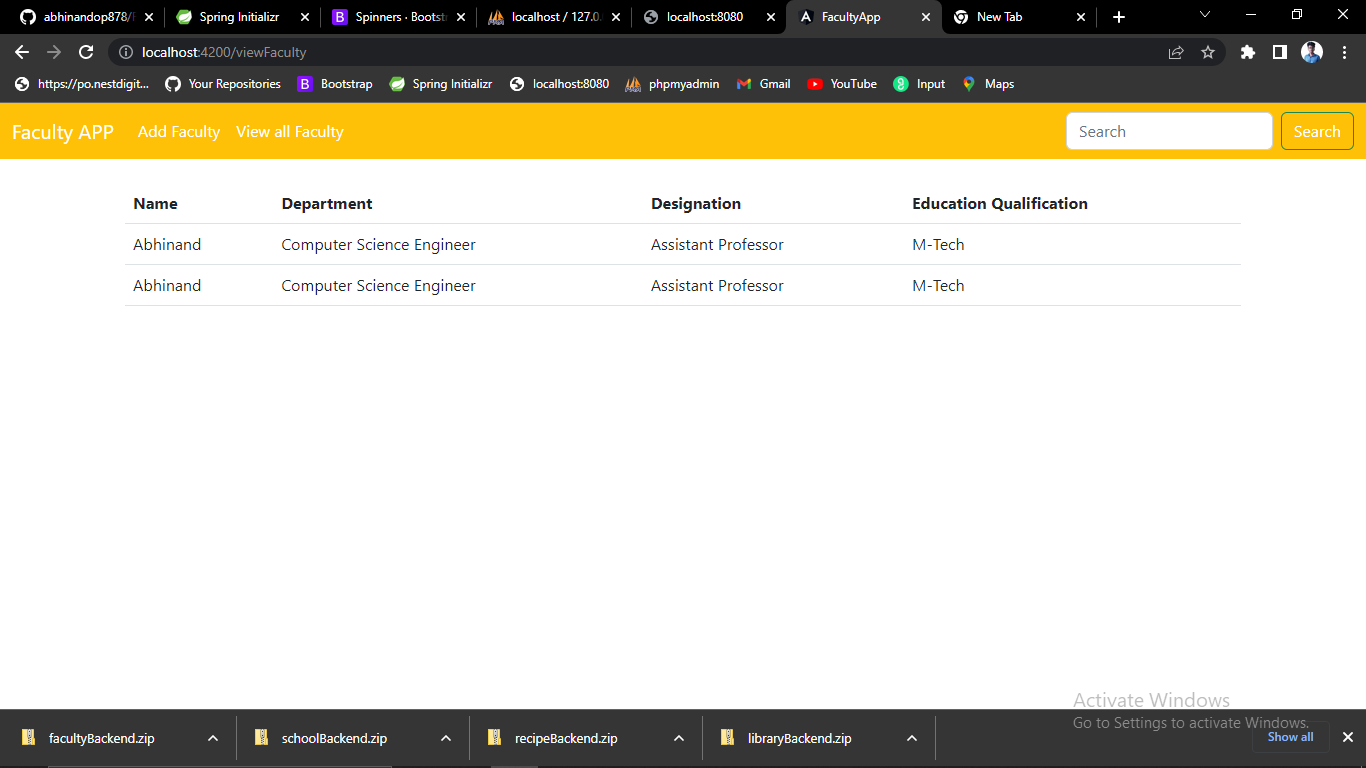 abhinandop878/F
Spring Initializr
Spinners · Bootst
localhost / 127.0.
localhost:8080
FacultyApp
New Tab
localhost:4200/viewFaculty
https://po.nestdigit...
Your Repositories
Bootstrap
Spring Initializr
localhost:8080
phpmyadmin
Gmail
YouTube
Input
Maps
Faculty APP Add Faculty View all Faculty Search Search
Name Department Designation Education Qualification
Abhinand Computer Science Engineer Assistant Professor M-Tech
Abhinand Computer Science Engineer Assistant Professor M-Tech
Activate Windows
Go to Settings to activate Windows.
facultyBackend.zip schoolBackend.zip recipeBackend.zip libraryBackend.zip Show all